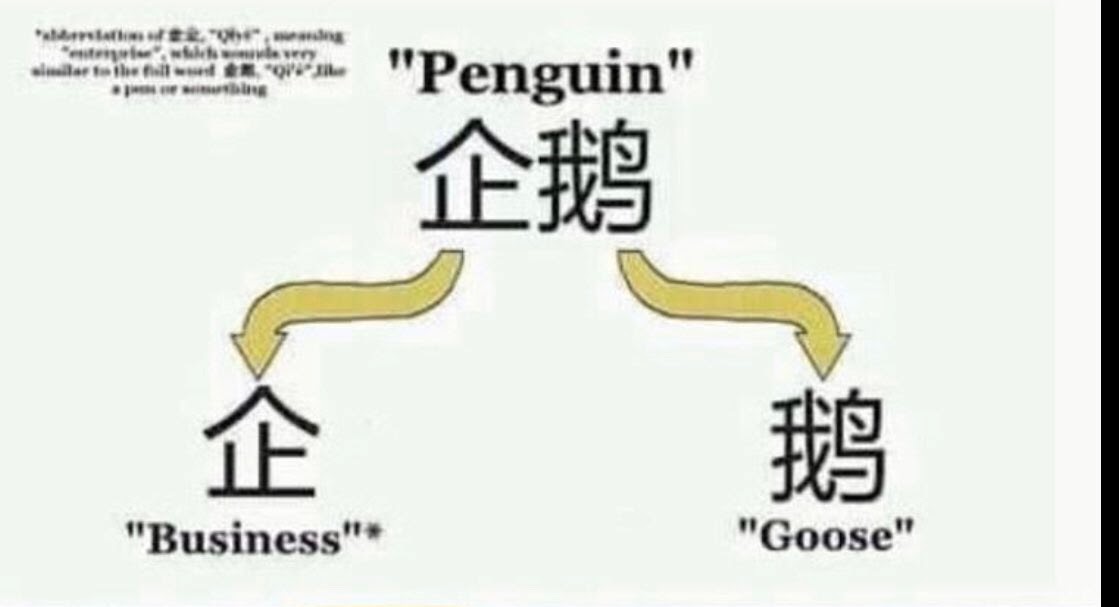 *abbreviation of 企业, "Qǐyè", meaning
"enterprise", which sounds very
similar to the full word 企鹅, "Qǐ'é", like
a pun or something
"Penguin"
企鹅
企
鹅
"Business"*
"Goose"